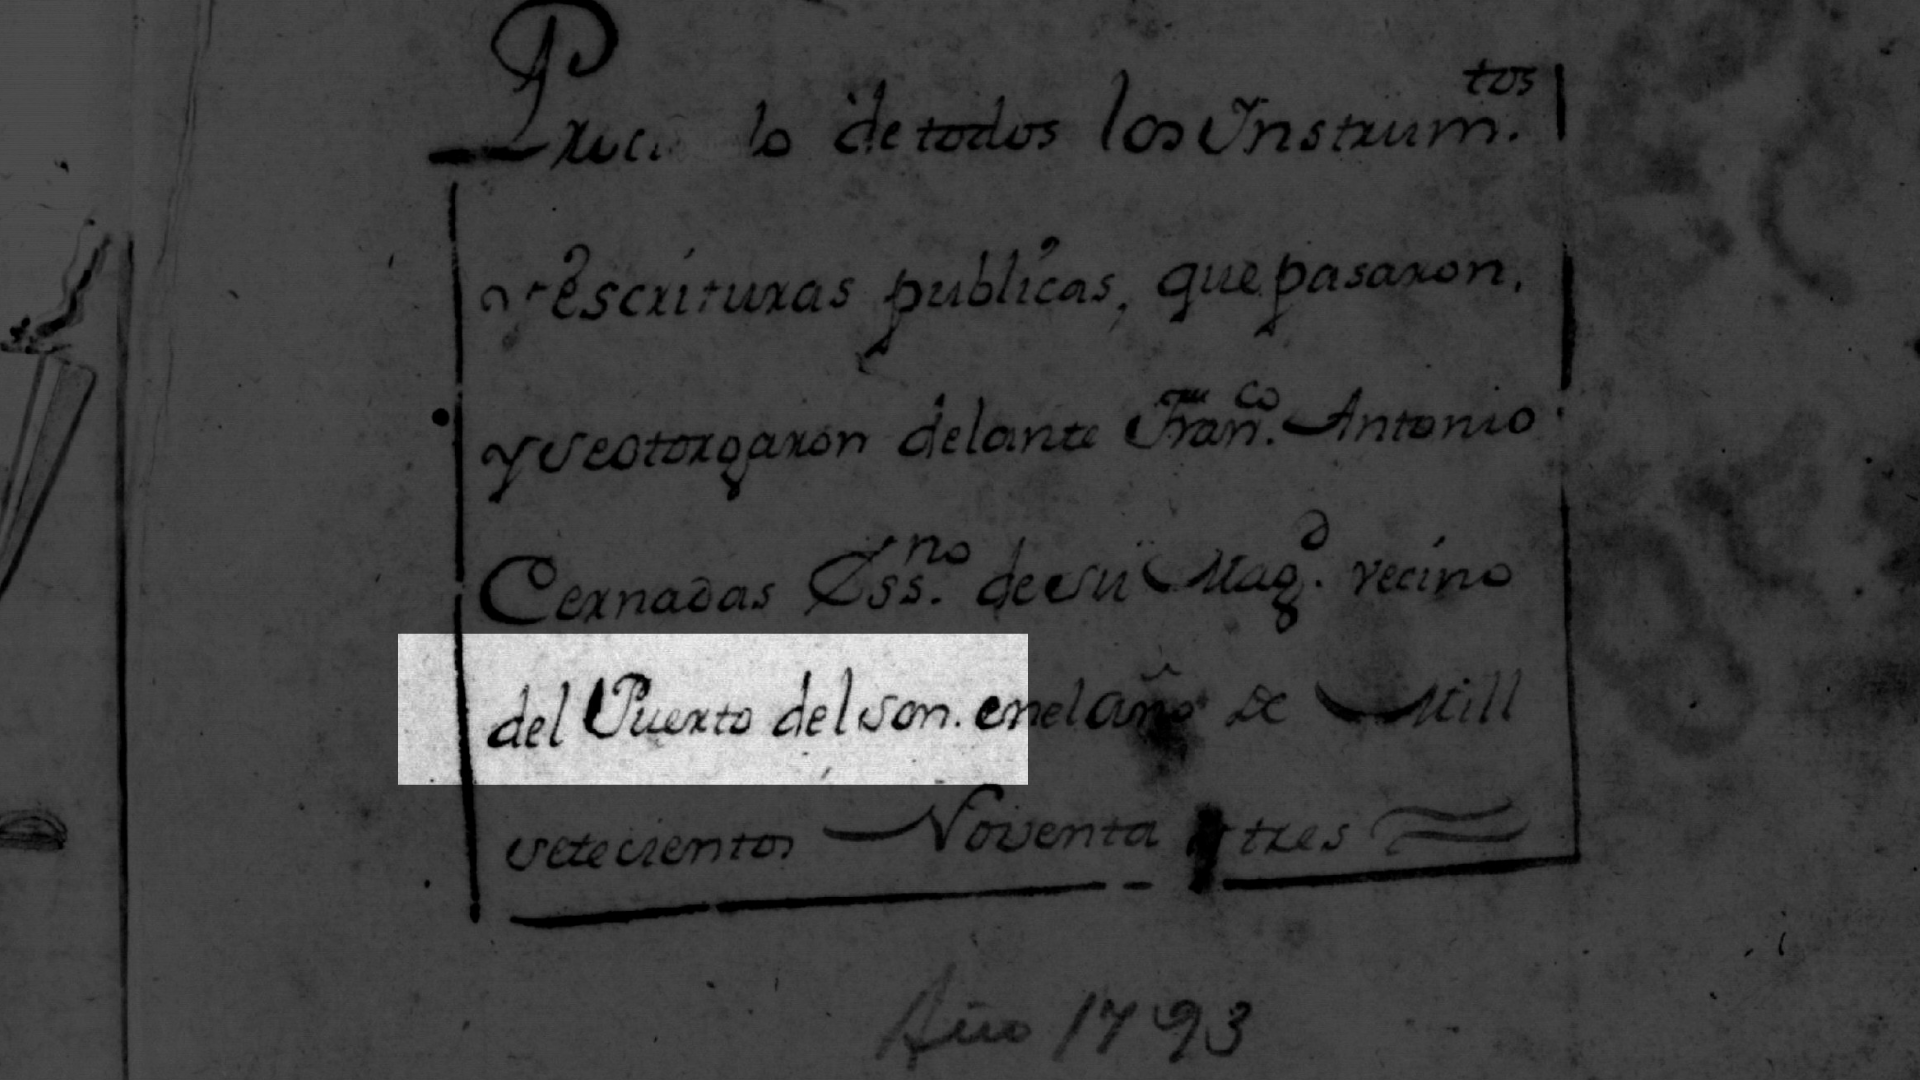 Protocolo de todos los Ynstrum.tos
y escrituras publicas, que pasaron,
y se otorgaron delante Fran.co Antonio
Cernadas Ess.no de su Mag.d vecino
del Puerto del son. en el año de Mill
setecientos Noventa y tres
Año 1793